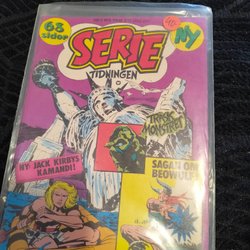 68
sidor
SERIE
TIDNINGEN
NY
TRÄSK-
MONSTRET
NY: JACK KIRBYS
KAMANDI!
SAGAN OM
BEOWULF